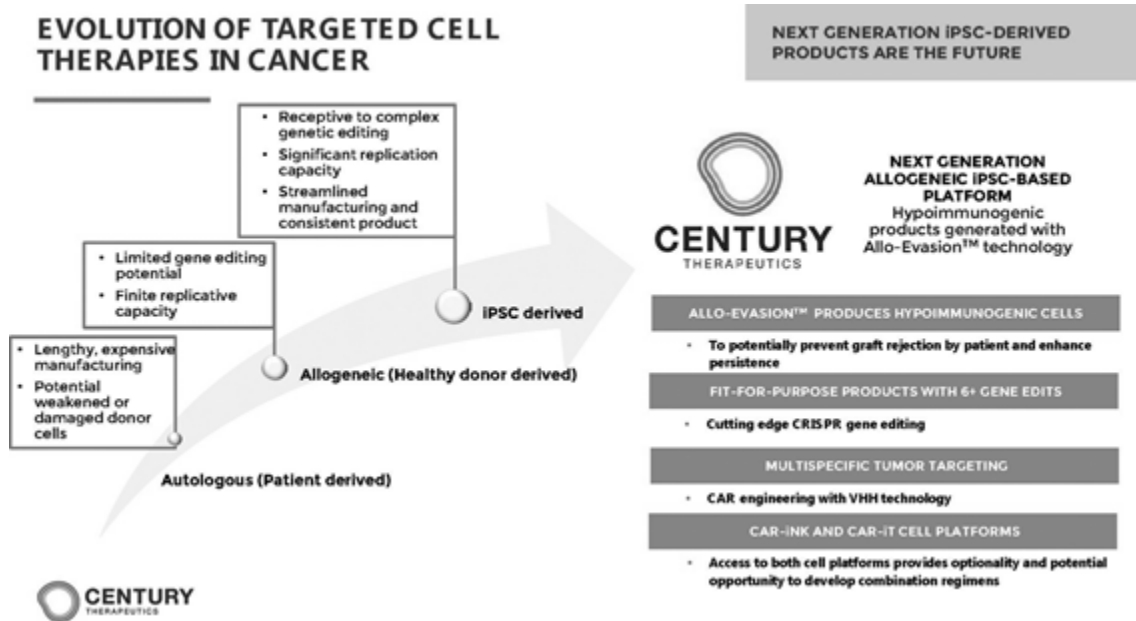 EVOLUTION OF TARGETED CELL
THERAPIES IN CANCER
• Receptive to complex
genetic editing
• Significant replication
capacity
• Streamlined
manufacturing and
consistent product
• Limited gene editing
potential
• Finite replicative
capacity
• Lengthy, expensive
manufacturing
• Potential
weakened or
damaged donor
cells
iPSC derived
Allogeneic (Healthy donor derived)
Autologous (Patient derived)
CENTURY
THERAPEUTICS
NEXT GENERATION iPSC-DERIVED
PRODUCTS ARE THE FUTURE
CENTURY
THERAPEUTICS
NEXT GENERATION
ALLOGENEIC iPSC-BASED
PLATFORM
Hypoimmunogenic
products generated with
Allo-Evasion™ technology
ALLO-EVASION™ PRODUCES HYPOIMMUNOGENIC CELLS
• To potentially prevent graft rejection by patient and enhance
persistence
FIT-FOR-PURPOSE PRODUCTS WITH 6+ GENE EDITS
• Cutting edge CRISPR gene editing
MULTISPECIFIC TUMOR TARGETING
• CAR engineering with VHH technology
CAR-iNK AND CAR-iT CELL PLATFORMS
• Access to both cell platforms provides optionality and potential
opportunity to develop combination regimens